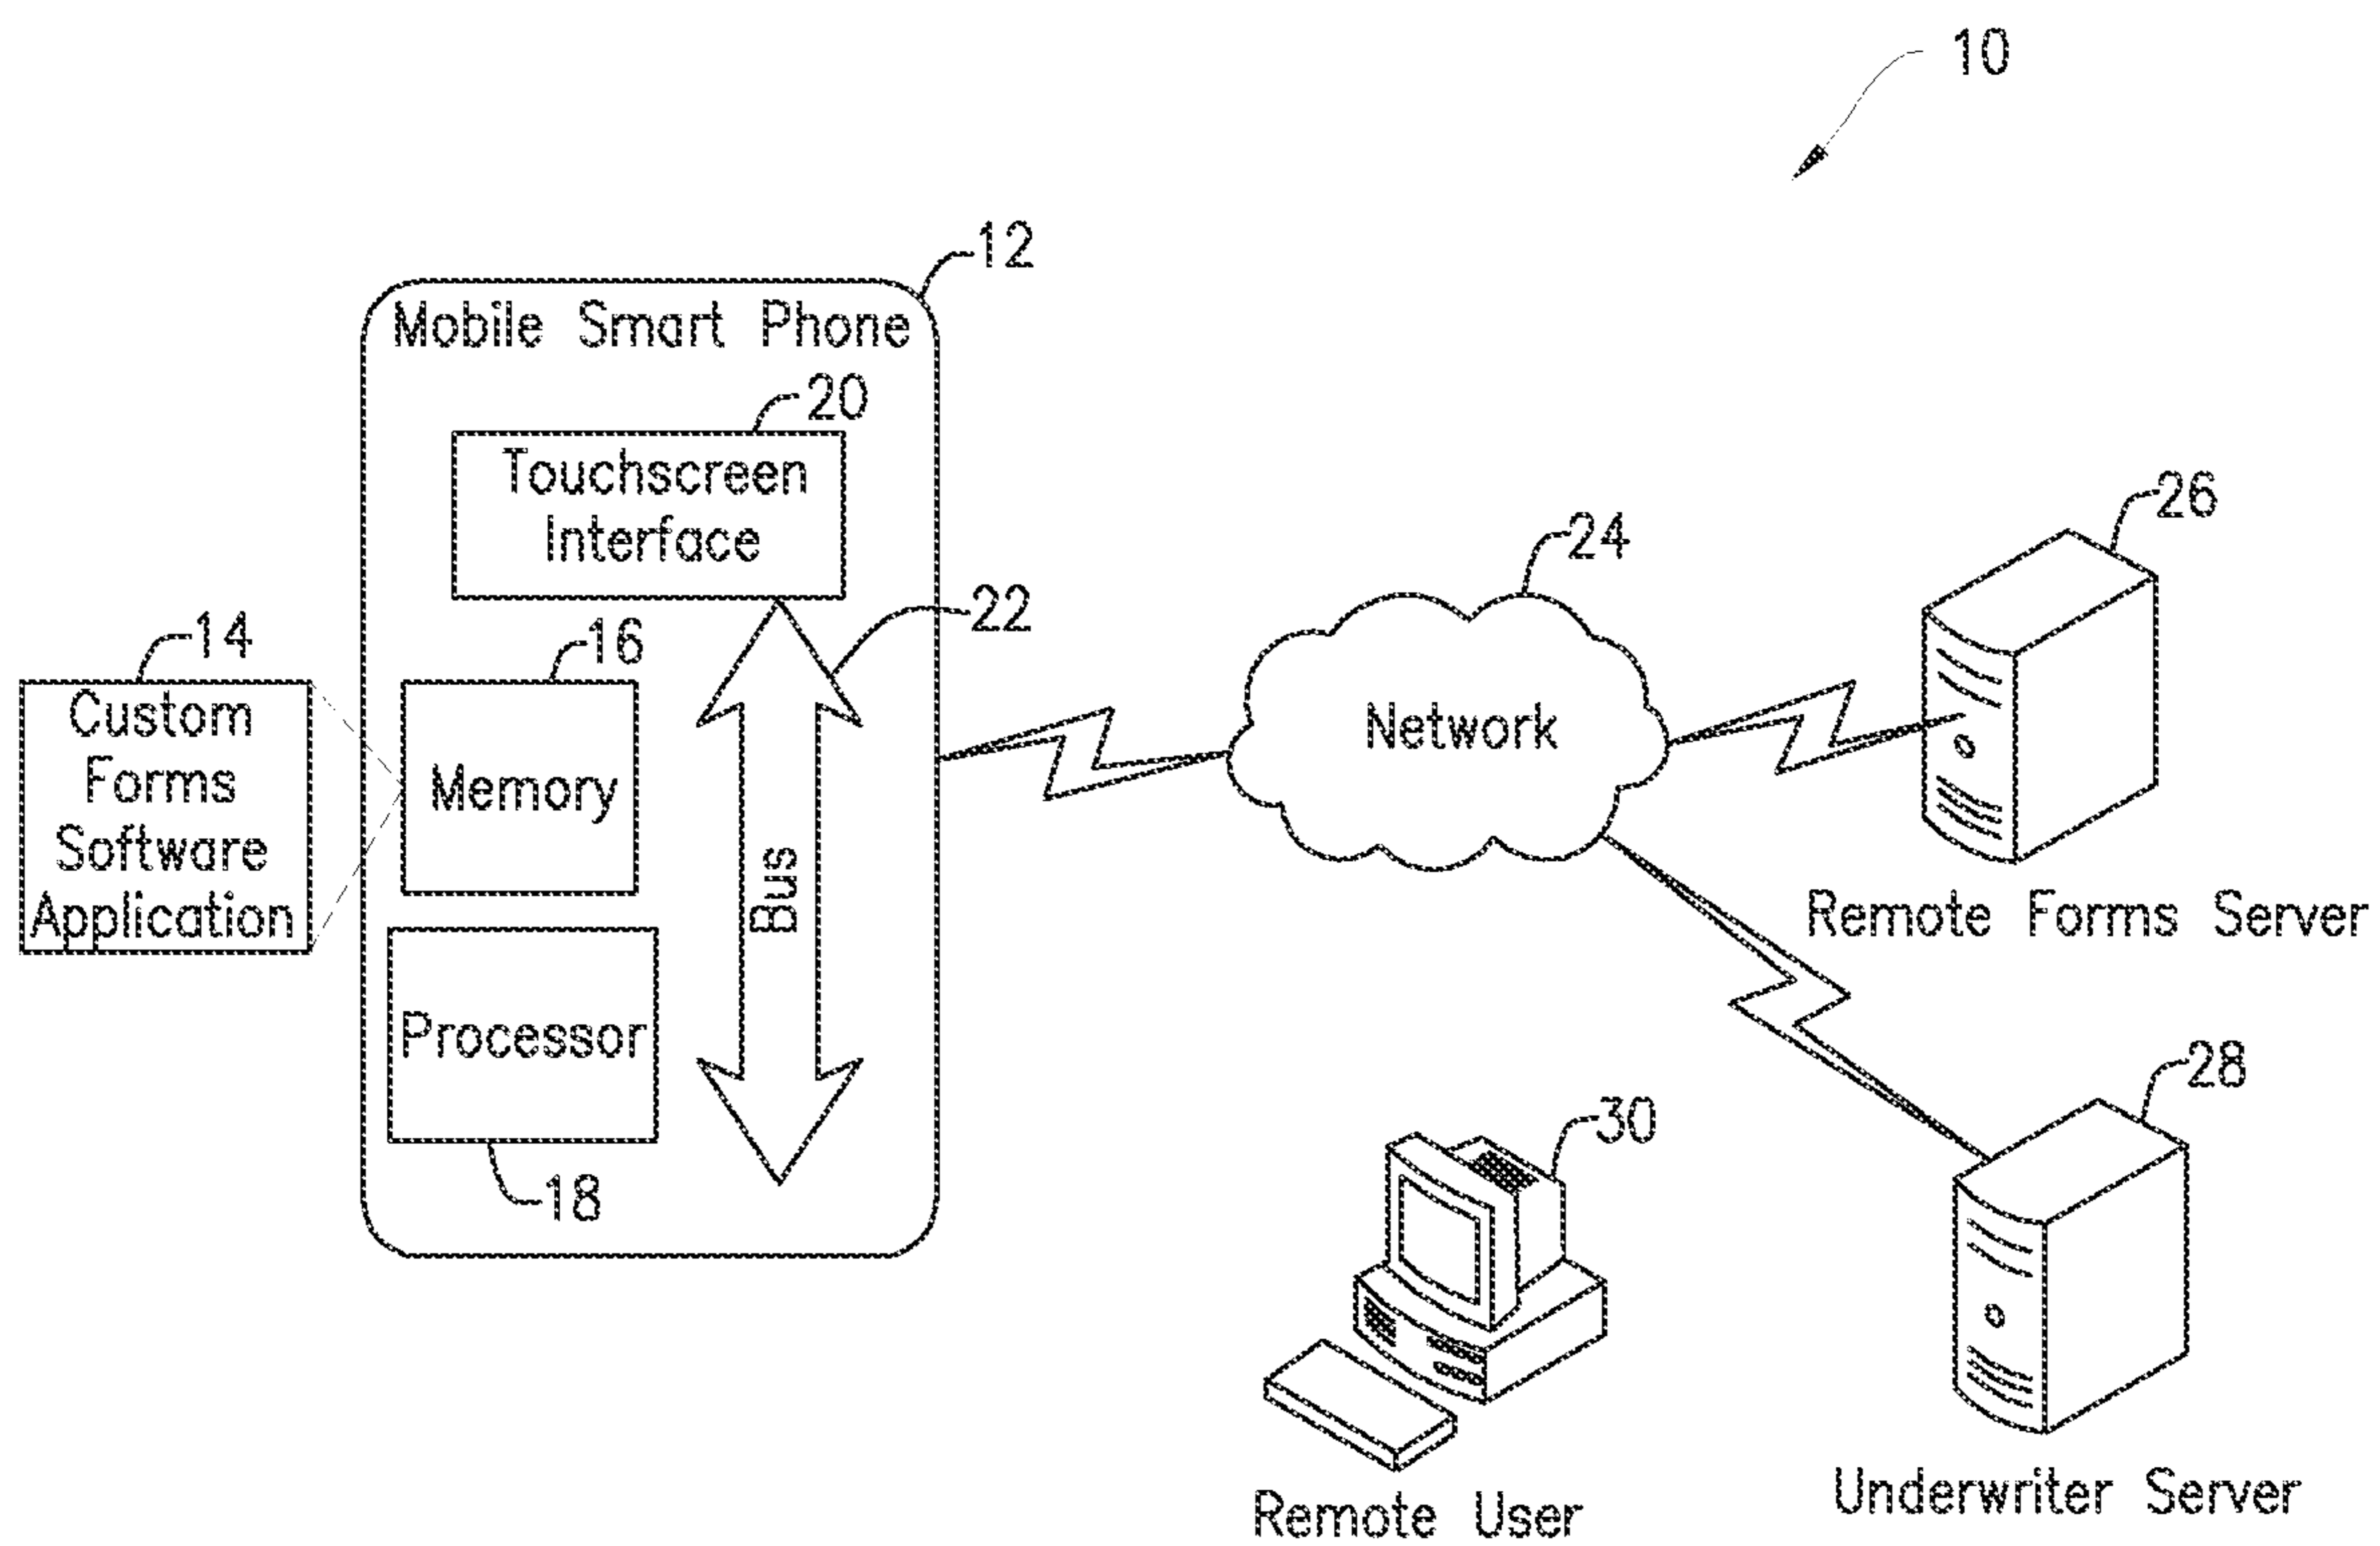 10
12
Mobile Smart Phone
20
Touchscreen
Interface
26
24
22
14
16
Custom
Forms
Software
Application
Memory
Bus
Network
Remote Forms Server
Processor
18
28
30
Underwriter Server
Remote User